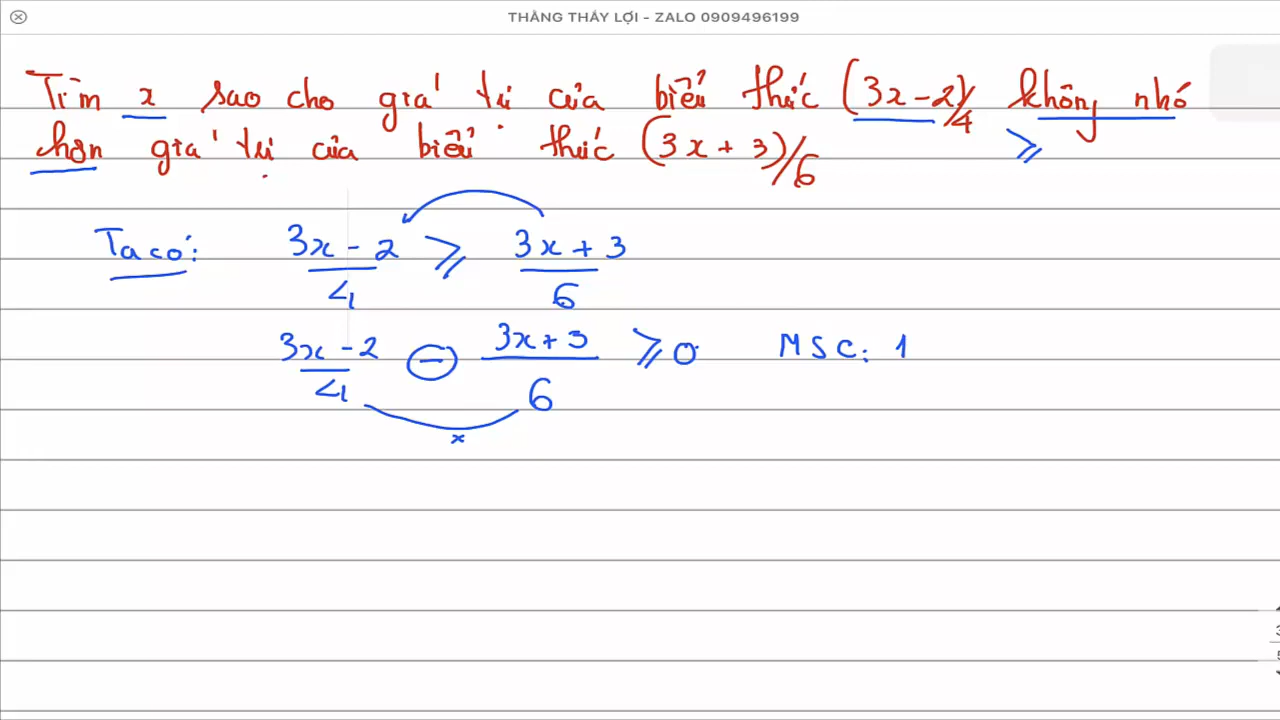 THẦNG THẦY LỢI - ZALO 0909496199
Tìm x sao cho giá trị của biểu thức (3x-2)/4 không nhỏ
hơn giá trị của biểu thức (3x+3)/6 ≥
Ta có: 3x-2/4 ≥ 3x+3/6
3x-2/4 - 3x+3/6 ≥ 0 MSC: 1
x